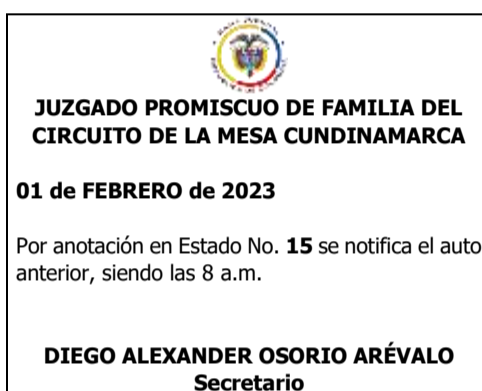 JUZGADO PROMISCUO DE FAMILIA DEL
CIRCUITO DE LA MESA CUNDINAMARCA
01 de FEBRERO de 2023
Por anotación en Estado No. 15 se notifica el auto
anterior, siendo las 8 a.m.
DIEGO ALEXANDER OSORIO ARÉVALO
Secretario